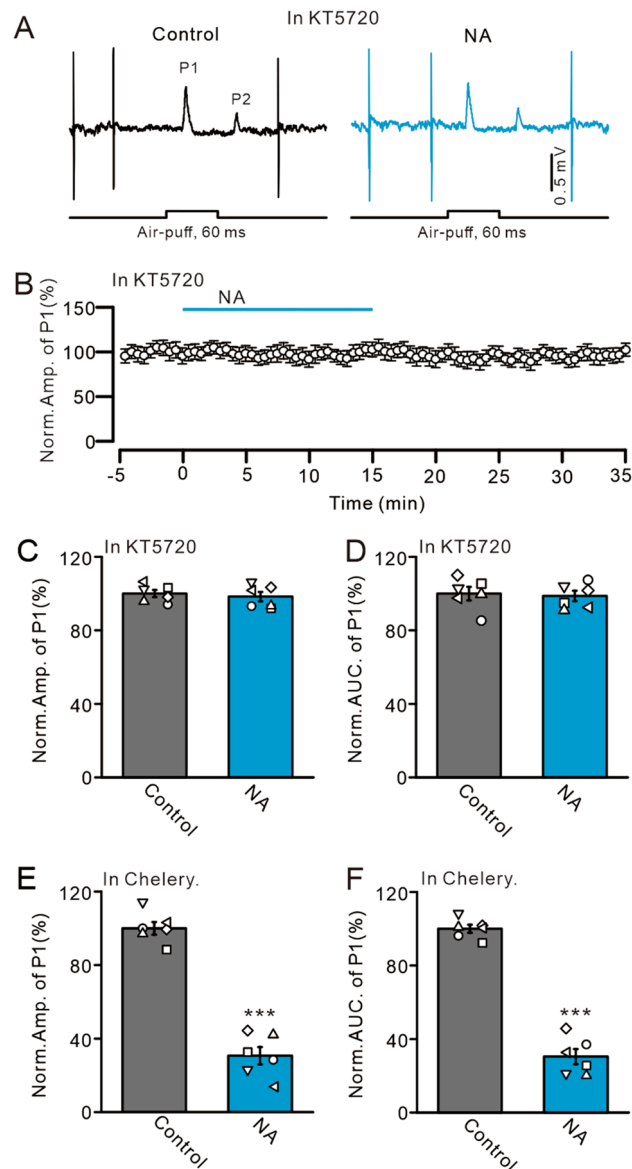 A
In KT5720
Control
NA
P1
P2
0.5 mV
Air-puff, 60 ms
Air-puff, 60 ms
B
In KT5720
NA
Norm.Amp. of P1(%)
150
100
50
0
-5 0 5 10 15 20 25 30 35
Time (min)
C
In KT5720
Norm.Amp. of P1(%)
120
80
40
0
Control
NA
D
In KT5720
Norm.AUC. of P1(%)
120
80
40
0
Control
NA
E
In Chelery.
Norm.Amp. of P1(%)
120
80
40
0
***
Control
NA
F
In Chelery.
Norm.AUC. of P1(%)
120
80
40
0
***
Control
NA